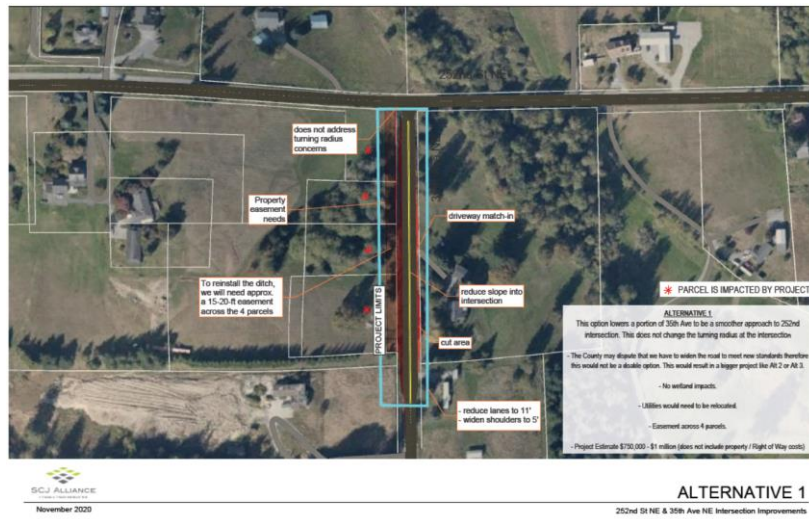 252nd St NE
does not address
turning radius
concerns
Property
easement
needs
driveway match-in
To reinstall the ditch,
we will need approx.
a 15-20-ft easement
across the 4 parcels
reduce slope into
intersection
PROJECT LIMITS
cut area
- reduce lanes to 11'
- widen shoulders to 5'
* PARCEL IS IMPACTED BY PROJECT
ALTERNATIVE 1
This option lowers a portion of 35th Ave to be a smoother approach to 252nd
intersection. This does not change the turning radius at the intersection
- The County may dispute that we have to widen the road to meet new standards therefore
this would not be a doable option. This would result in a bigger project like Alt 2 or Alt 3.
- No wetland impacts.
- Utilities would need to be relocated.
- Easement across 4 parcels.
- Project Estimate $750,000 - $1 million (does not include property / Right of Way costs)
SCJ ALLIANCE
November 2020
ALTERNATIVE 1
252nd St NE & 35th Ave NE Intersection Improvements